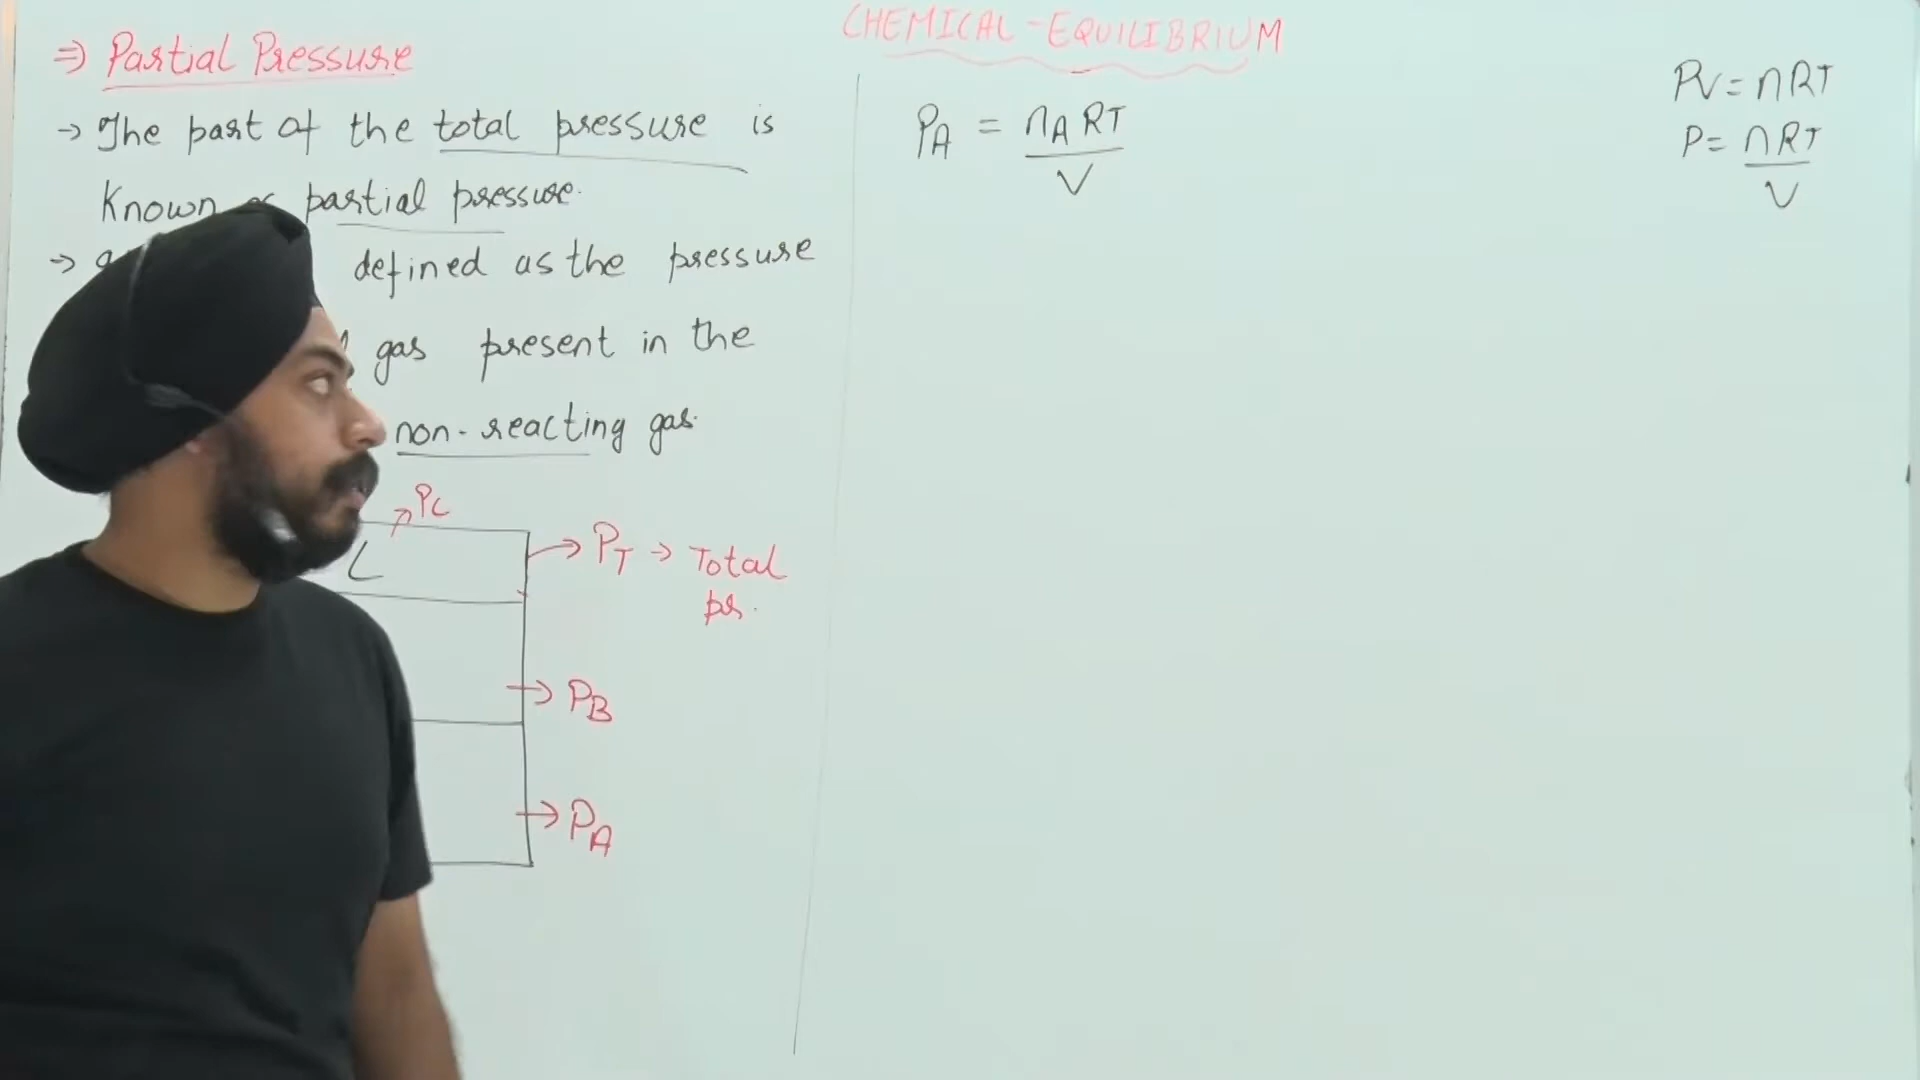 CHEMICAL-EQUILIBRIUM
⇒ Partial Pressure
→ The part of the total pressure is
Known as partial pressure.
→ defined as the pressure
gas present in the
non-reacting gas.
PC
C
PT → Total
pr.
PB
PA
PA = nA RT
V
PV = nRT
P = nRT
V